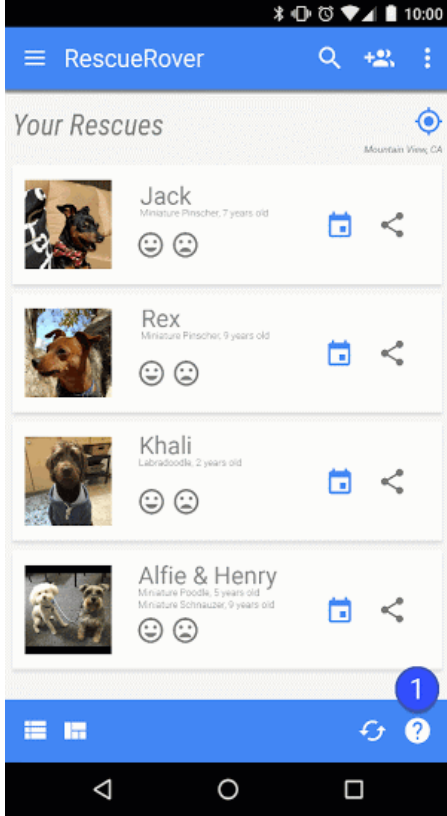 10:00
RescueRover
Your Rescues
Mountain View, CA
Jack
Miniature Pinscher, 7 years old
Rex
Miniature Pinscher, 9 years old
Khali
Labradoodle, 2 years old
Alfie & Henry
Miniature Poodle, 5 years old
Miniature Schnauzer, 9 years old
1